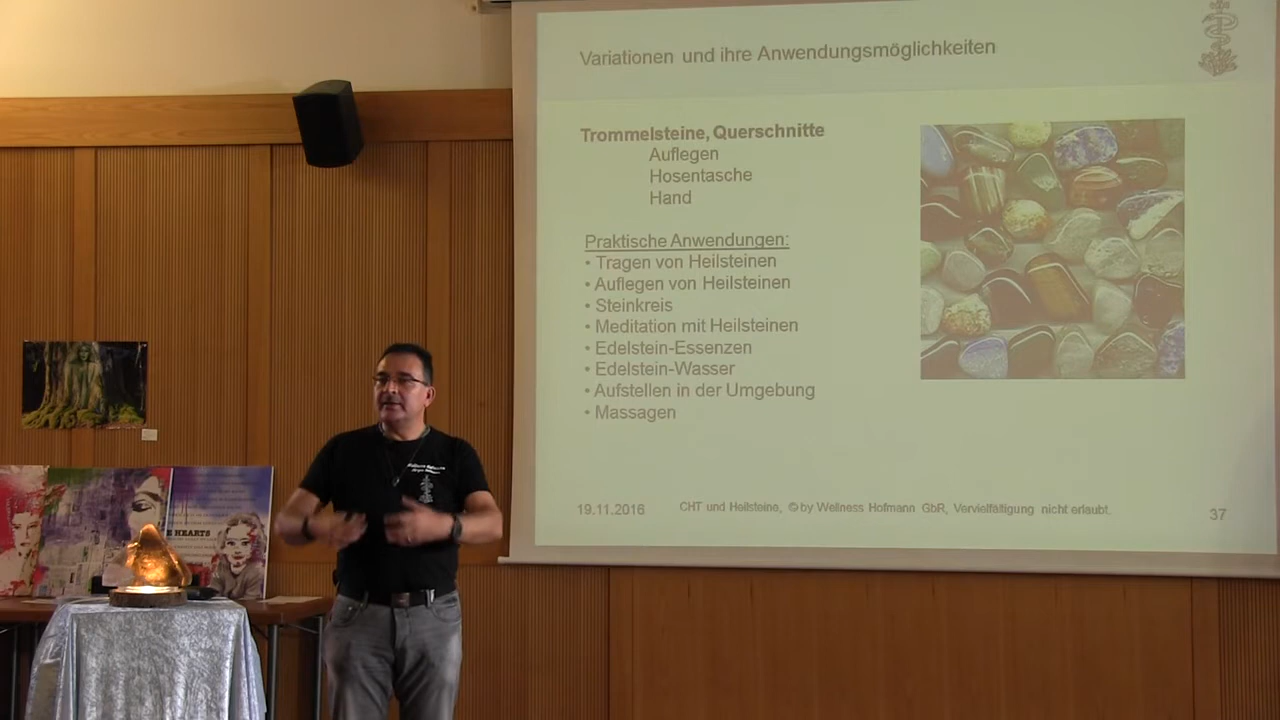 Variationen und ihre Anwendungsmöglichkeiten
Trommelsteine, Querschnitte
Auflegen
Hosentasche
Hand
Praktische Anwendungen:
• Tragen von Heilsteinen
• Auflegen von Heilsteinen
• Steinkreis
• Meditation mit Heilsteinen
• Edelstein-Essenzen
• Edelstein-Wasser
• Aufstellen in der Umgebung
• Massagen
19.11.2016
CHT und Heilsteine, © by Wellness Hofmann GbR, Vervielfältigung nicht erlaubt.
37
HEARTS